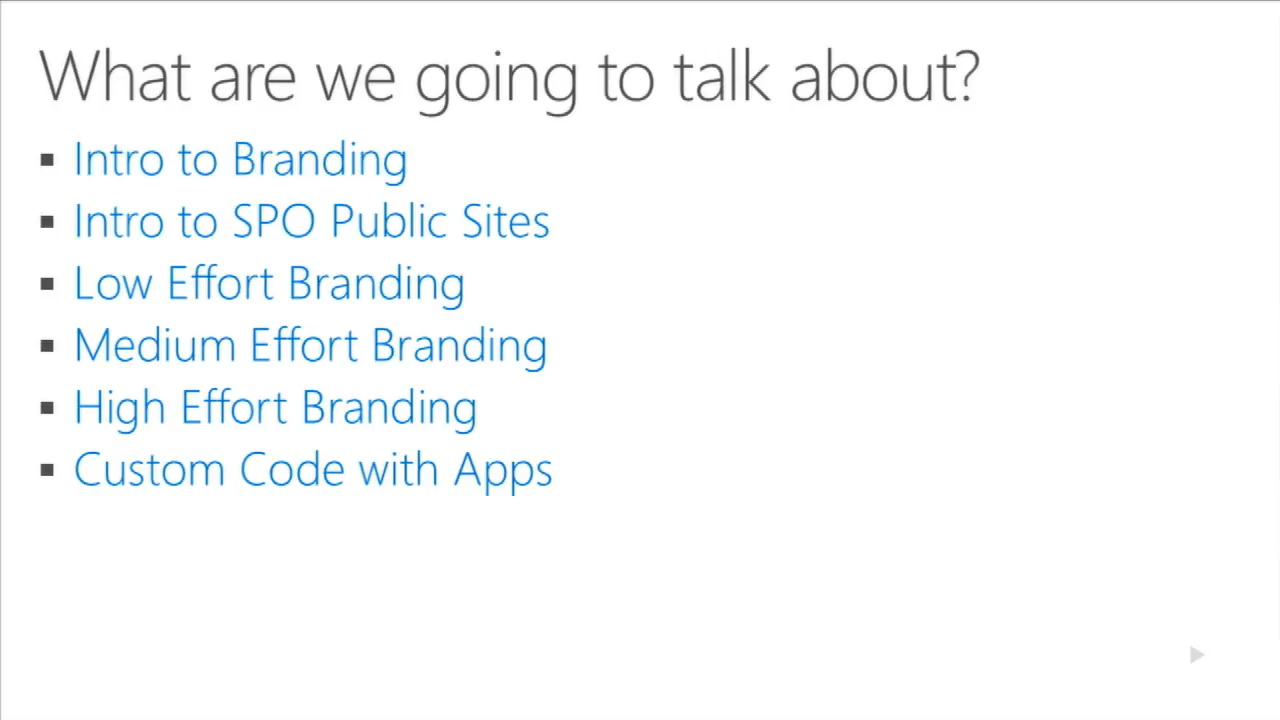 What are we going to talk about?
Intro to Branding
Intro to SPO Public Sites
Low Effort Branding
Medium Effort Branding
High Effort Branding
Custom Code with Apps